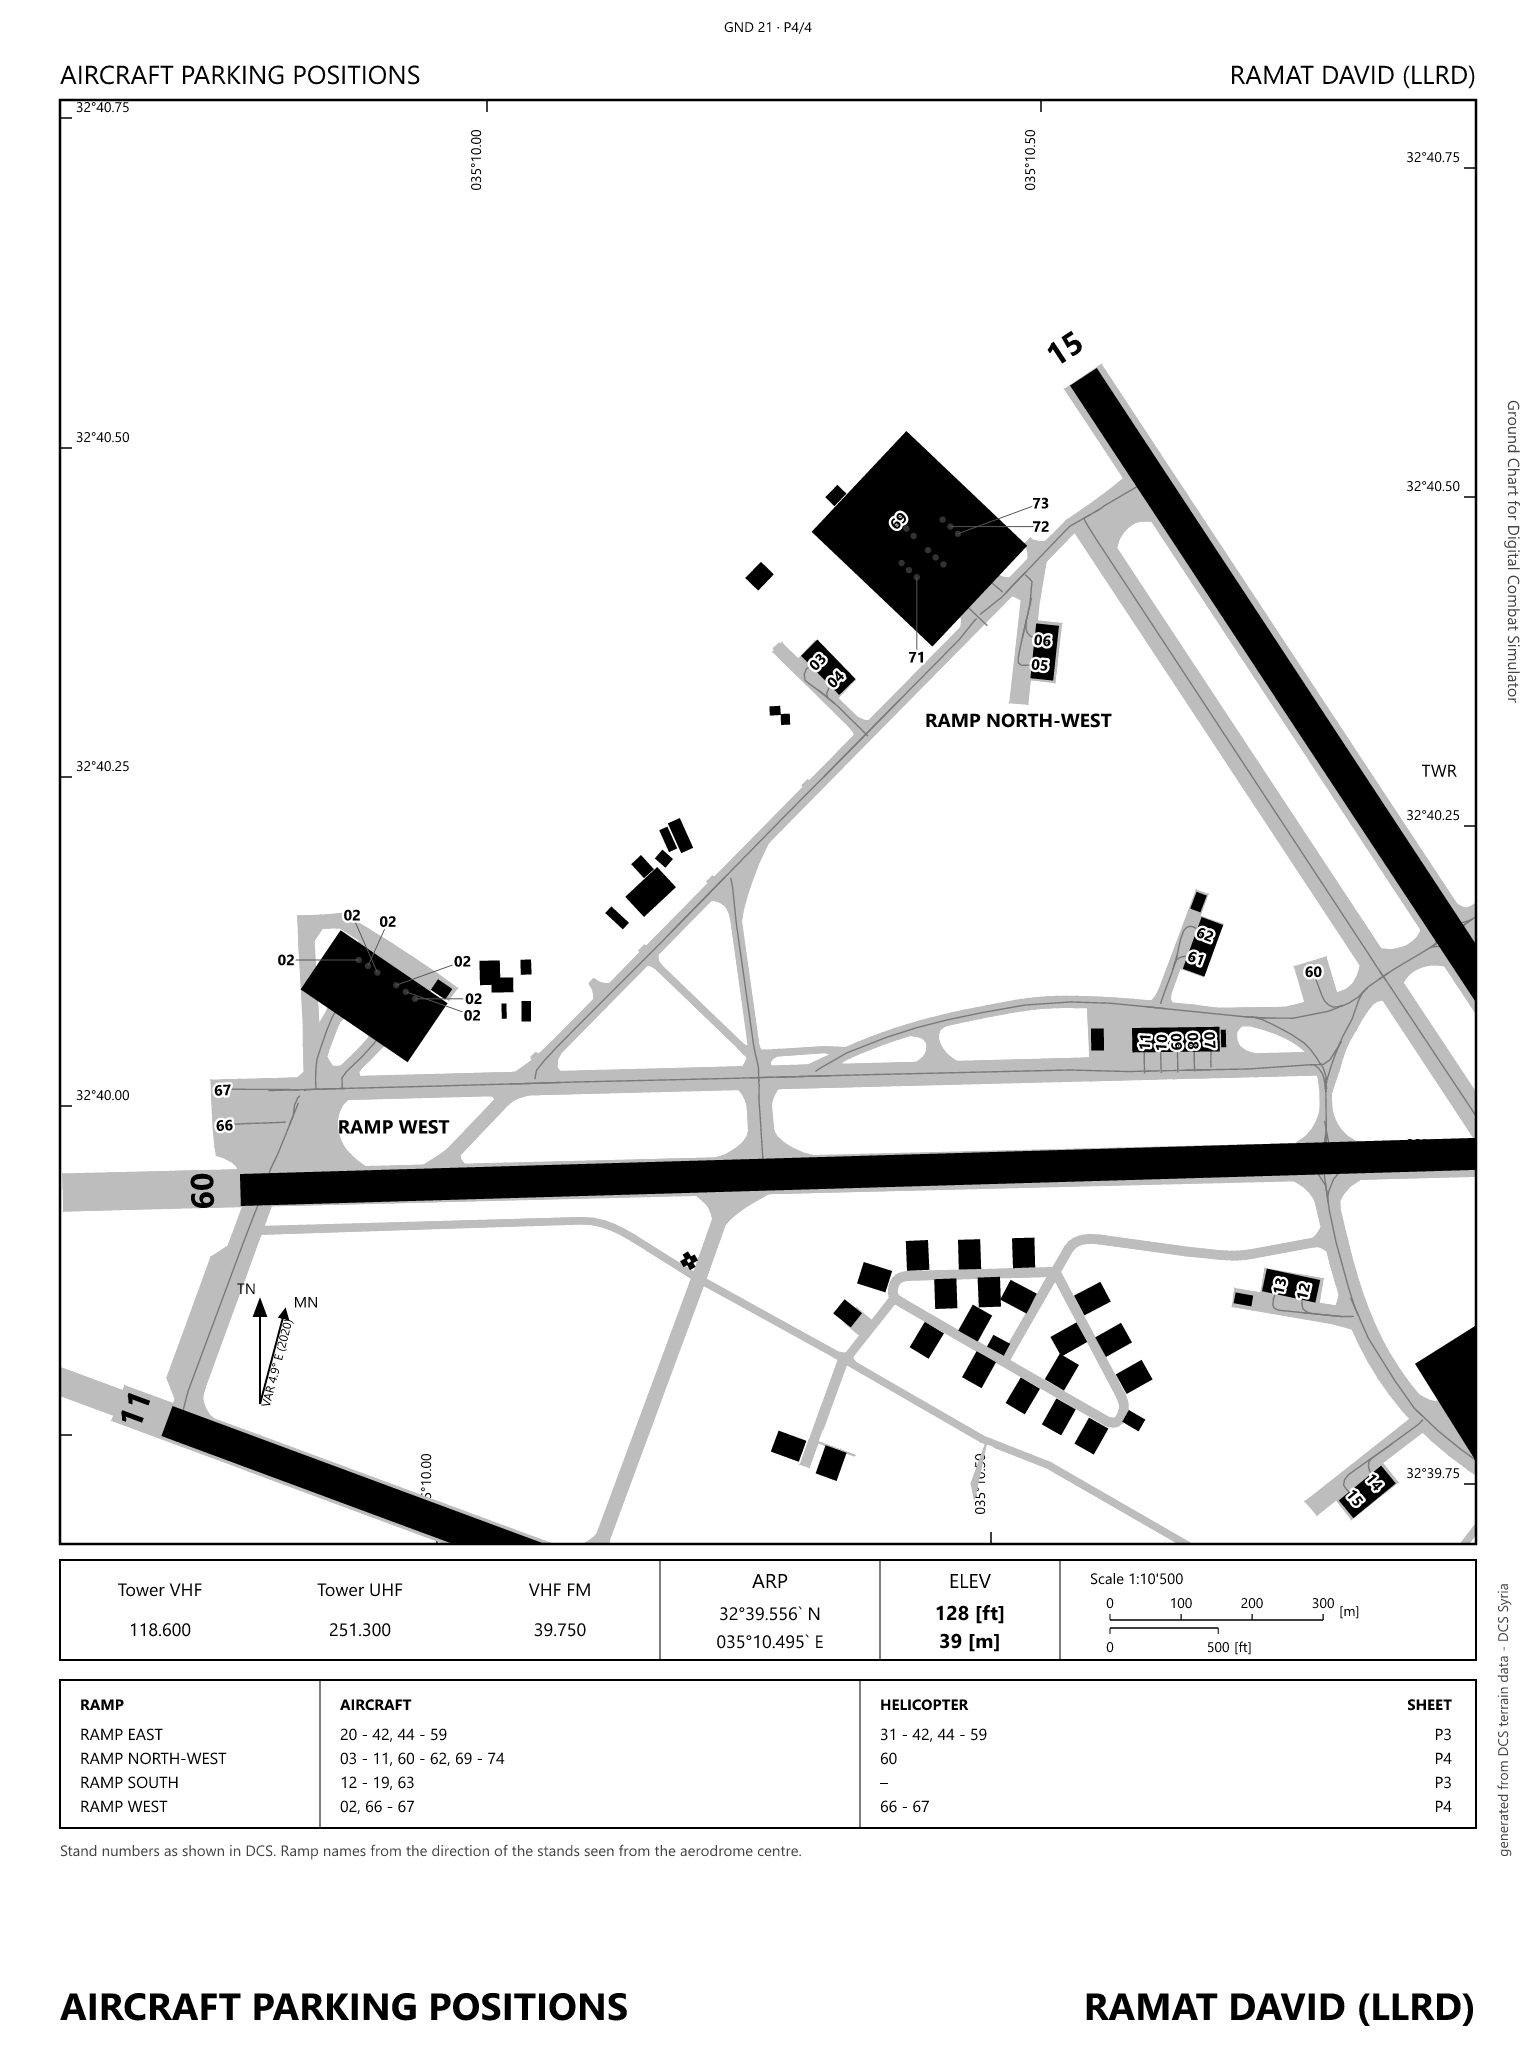 GND 21 · P4/4
AIRCRAFT PARKING POSITIONS
RAMAT DAVID (LLRD)
32°40.75
035°10.00
035°10.50
32°40.75
15
32°40.50
32°40.50
73
72
69
71
06
05
03
04
RAMP NORTH-WEST
TWR
32°40.25
32°40.25
62
61
60
02
02
02
02
02
02
11
10
09
08
07
67
66
32°40.00
RAMP WEST
09
TN
MN
VAR 4.9° E (2020)
13
12
11
32°39.75
14
15
Ground Chart for Digital Combat Simulator
Tower VHF
118.600
Tower UHF
251.300
VHF FM
39.750
ARP
32°39.556` N
035°10.495` E
ELEV
128 [ft]
39 [m]
Scale 1:10'500
0 100 200 300 [m]
0 500 [ft]
RAMP AIRCRAFT HELICOPTER SHEET
RAMP EAST 20 - 42, 44 - 59 31 - 42, 44 - 59 P3
RAMP NORTH-WEST 03 - 11, 60 - 62, 69 - 74 60 P4
RAMP SOUTH 12 - 19, 63 – P3
RAMP WEST 02, 66 - 67 66 - 67 P4
Stand numbers as shown in DCS. Ramp names from the direction of the stands seen from the aerodrome centre.
generated from DCS terrain data - DCS Syria
AIRCRAFT PARKING POSITIONS
RAMAT DAVID (LLRD)